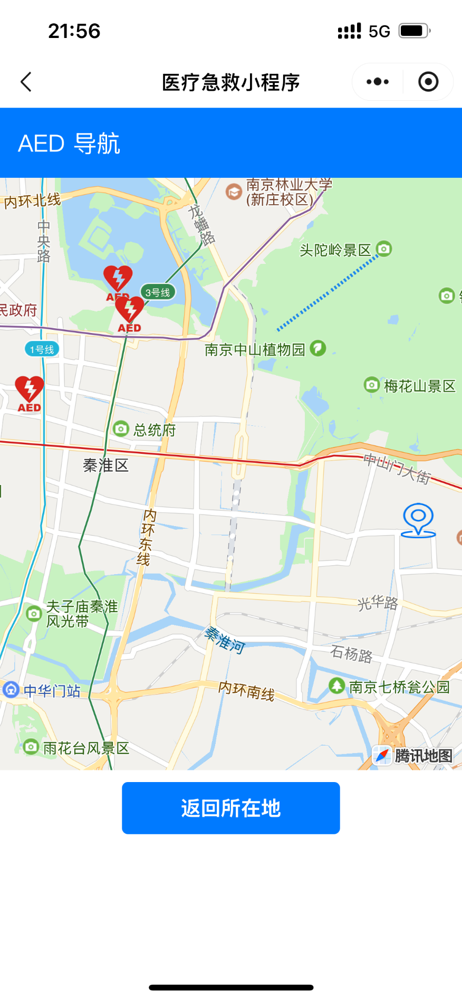 21:56
5G
医疗急救小程序
AED 导航
南京林业大学
(新庄校区)
内环北线
中央路
龙蟠路
头陀岭景区
AED
3号线
民政府
AED
1号线
南京中山植物园
梅花山景区
AED
总统府
秦淮区
中山门大街
内环东线
夫子庙秦淮
风光带
光华路
秦淮河
石杨路
中华门站
内环南线
南京七桥瓮公园
雨花台风景区
腾讯地图
返回所在地